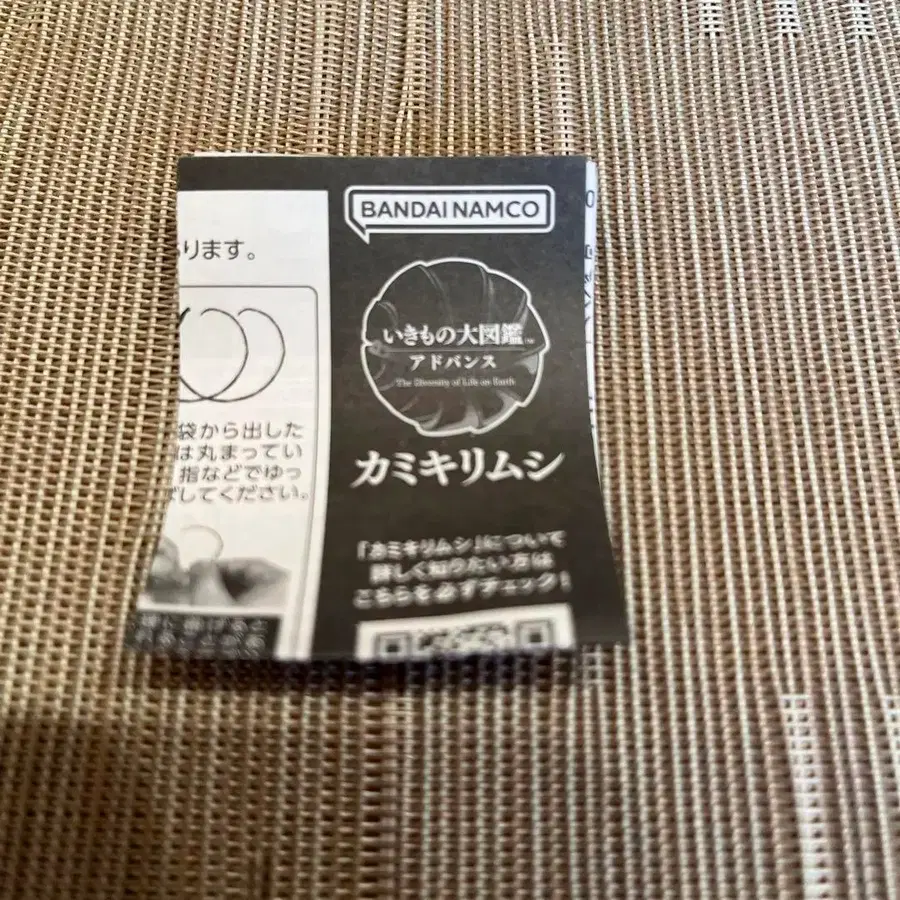 BANDAI NAMCO
いきもの大図鑑™
アドバンス
The Diversity of Life on Earth
カミキリムシ
「カミキリムシ」について
詳しく知りたい方は
こちらを必ずチェック!
ります。
袋から出した
は丸まってい
指などでゆっ
ばしてください。